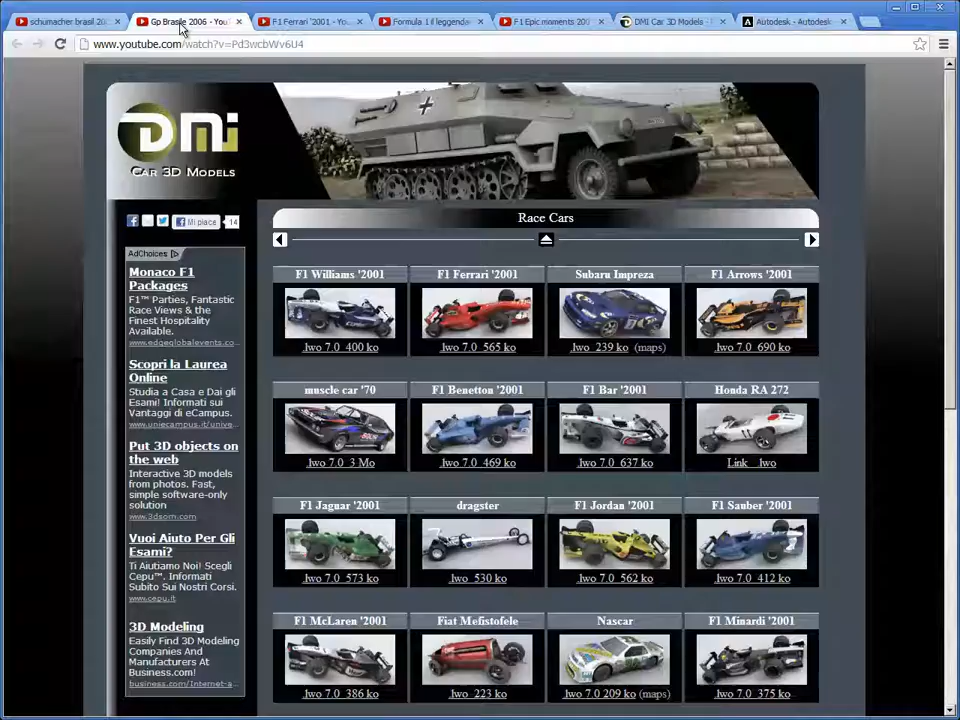 schumacher brasil 200
Gp Brasile 2006 - YouT
F1 Ferrari '2001 - You
Formula 1 il leggenda
F1 Epic moments 200
DMI Car 3D Models - R
Autodesk - Autodesk
www.youtube.com/watch?v=Pd3wcbWv6U4
DMi
Car 3D Models
Mi piace 14
Race Cars
AdChoices
Monaco F1
Packages
F1™ Parties, Fantastic
Race Views & the
Finest Hospitality
Available.
www.edgeglobalevents.co...
Scopri la Laurea
Online
Studia a Casa e Dai gli
Esami! Informati sui
Vantaggi di eCampus.
www.uniecampus.it/unive...
Put 3D objects on
the web
Interactive 3D models
from photos. Fast,
simple software-only
solution
www.3dsom.com
Vuoi Aiuto Per Gli
Esami?
Ti Aiutiamo Noi! Scegli
Cepu™. Informati
Subito Sui Nostri Corsi.
www.cepu.it
3D Modeling
Easily Find 3D Modeling
Companies And
Manufacturers At
Business.com!
business.com/Internet-a...
F1 Williams '2001 F1 Ferrari '2001 Subaru Impreza F1 Arrows '2001
.lwo 7.0 400 ko .lwo 7.0 565 ko .lwo 239 ko (maps) .lwo 7.0 690 ko
muscle car '70 F1 Benetton '2001 F1 Bar '2001 Honda RA 272
.lwo 7.0 3 Mo .lwo 7.0 469 ko .lwo 7.0 637 ko Link .lwo
F1 Jaguar '2001 dragster F1 Jordan '2001 F1 Sauber '2001
.lwo 7.0 573 ko .lwo 530 ko .lwo 7.0 562 ko .lwo 7.0 412 ko
F1 McLaren '2001 Fiat Mefistofele Nascar F1 Minardi '2001
.lwo 7.0 386 ko .lwo 223 ko .lwo 7.0 209 ko (maps) .lwo 7.0 375 ko